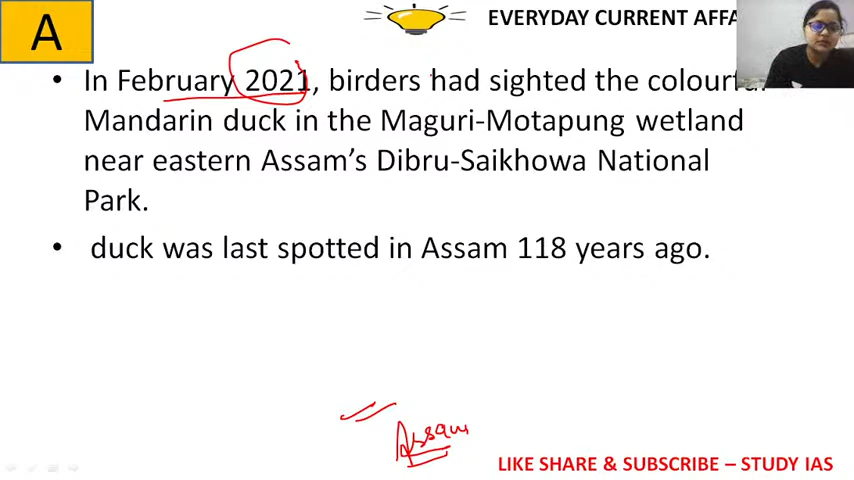 A
EVERYDAY CURRENT AFFA
• In February 2021, birders had sighted the colourful
Mandarin duck in the Maguri-Motapung wetland
near eastern Assam's Dibru-Saikhowa National
Park.
• duck was last spotted in Assam 118 years ago.
Assam
LIKE SHARE & SUBSCRIBE – STUDY IAS